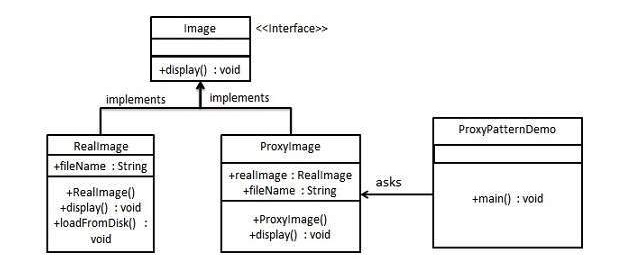 Image
<<Interface>>
+display() : void
implements
implements
RealImage
+fileName : String
+RealImage()
+display() : void
+loadFromDisk() :
void
ProxyImage
+realImage : RealImage
+fileName : String
+ProxyImage()
+display() : void
asks
ProxyPatternDemo
+main() : void